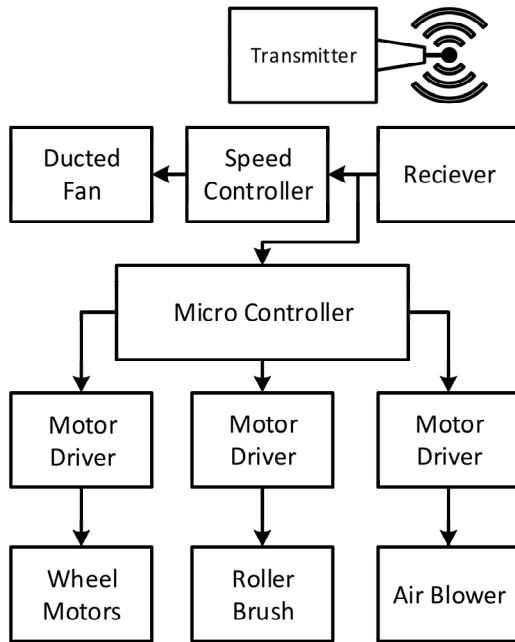 Transmitter
Ducted
Fan
Speed
Controller
Reciever
Micro Controller
Motor
Driver
Motor
Driver
Motor
Driver
Wheel
Motors
Roller
Brush
Air Blower